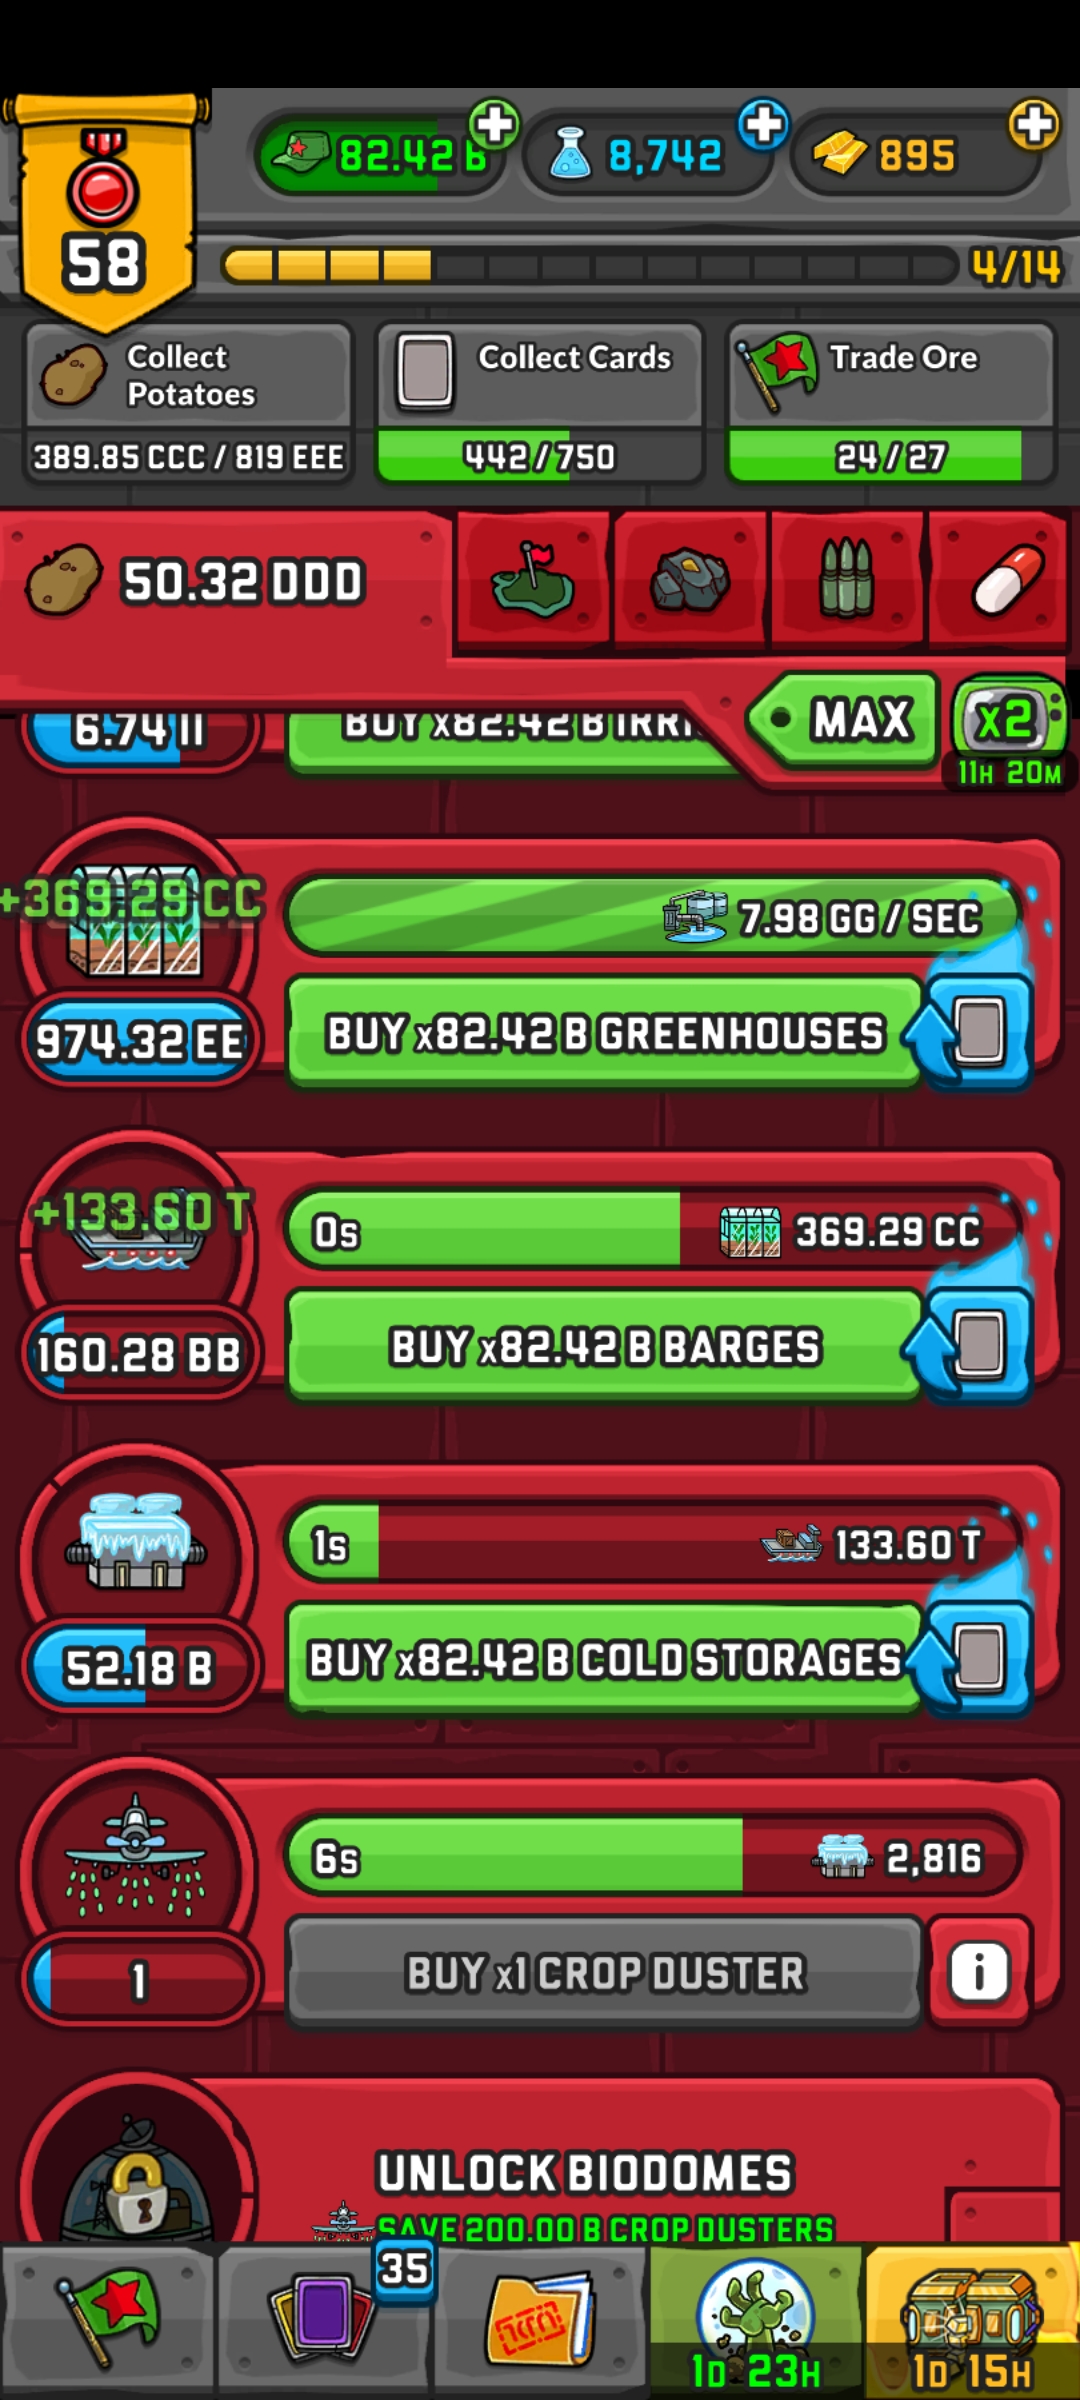 82.42 B
8,742
895
58
4/14
Collect Potatoes
389.85 CCC / 819 EEE
Collect Cards
442/750
Trade Ore
24/27
50.32 DDD
MAX
x2
11H 20M
6.74 II
BUY x82.42 B IRRI
+369.29 CC
7.98 GG / SEC
974.32 EE
BUY x82.42 B GREENHOUSES
+133.60 T
0s
369.29 CC
160.28 BB
BUY x82.42 B BARGES
1s
133.60 T
52.18 B
BUY x82.42 B COLD STORAGES
6s
2,816
1
BUY x1 CROP DUSTER
i
UNLOCK BIODOMES
SAVE 200.00 B CROP DUSTERS
35
1D 23H
1D 15H